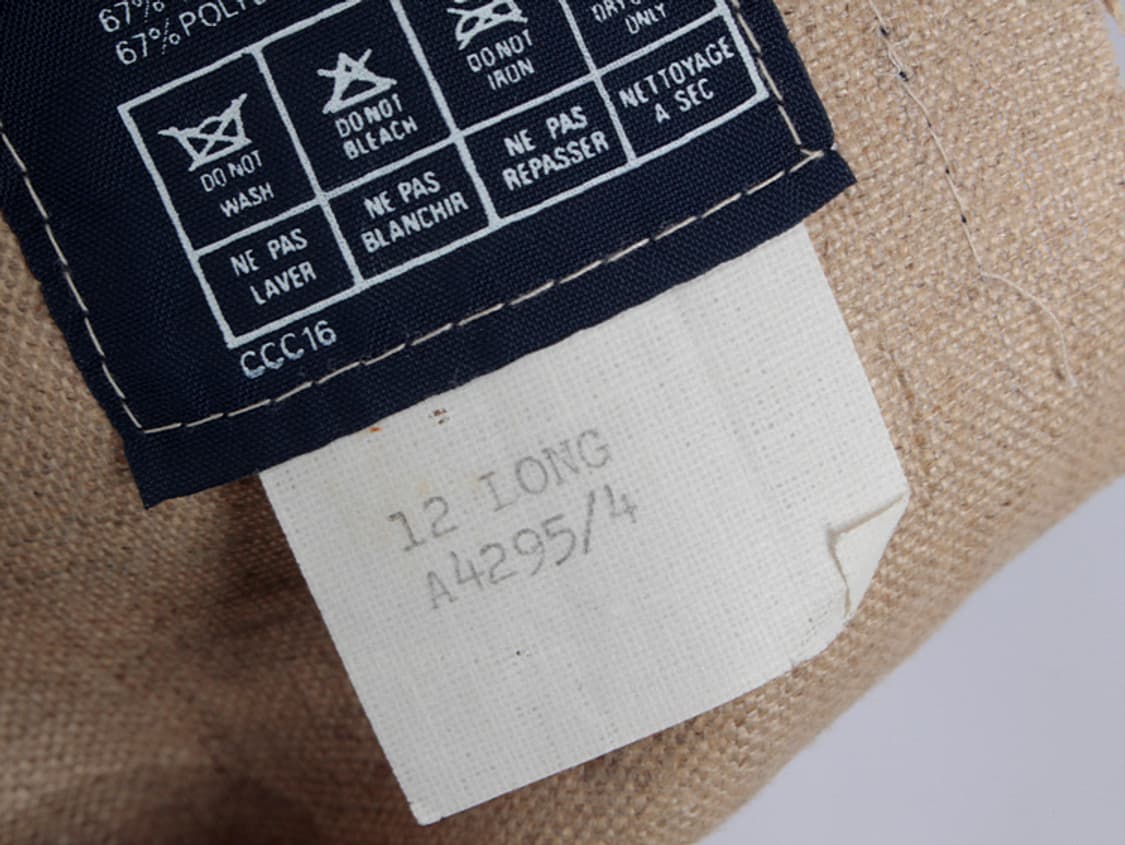 67%
67% POLY
DO NOT
WASH
DO NOT
BLEACH
DO NOT
IRON
ONLY
NE PAS
LAVER
NE PAS
BLANCHIR
NE PAS
REPASSER
NETTOYAGE
A SEC
CCC16
12 LONG
A4295/4